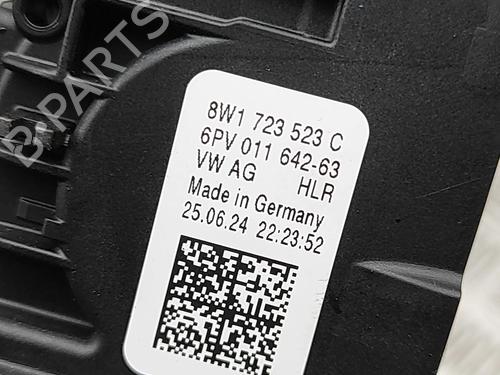 B-PARTS
8W1 723 523 C
6PV 011 642-63
VW AG HLR
Made in Germany
25.06.24 22:23:52